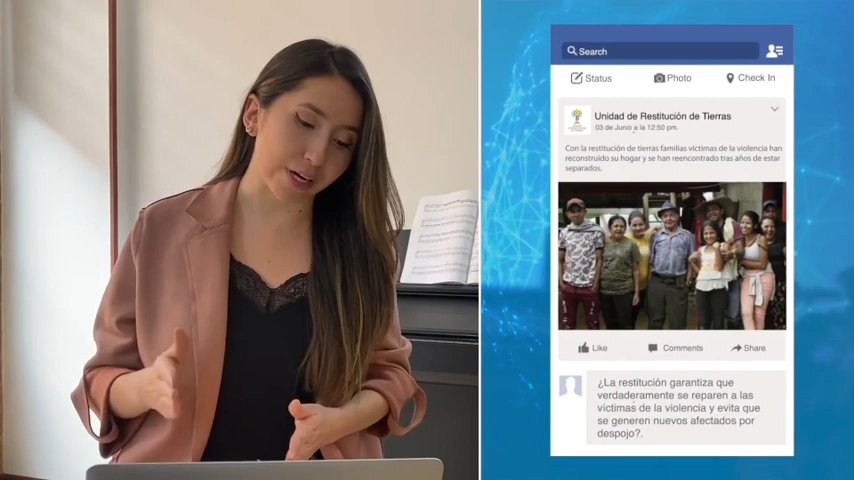 Search
Status
Photo
Check In
Unidad de Restitución de Tierras
03 de Junio a la 12:50 pm.
Con la restitución de tierras familias víctimas de la violencia han
reconstruido su hogar y se han reencontrado tras años de estar
separados.
Like
Comments
Share
¿La restitución garantiza que
verdaderamente se reparen a las
víctimas de la violencia y evita que
se generen nuevos afectados por
despojo?.